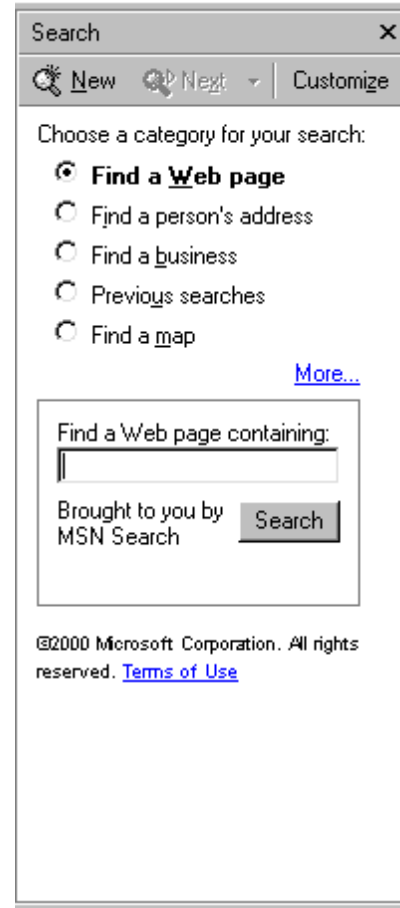 Search
New Next Customize
Choose a category for your search:
Find a Web page
Find a person's address
Find a business
Previous searches
Find a map
More...
Find a Web page containing:
Brought to you by
MSN Search
Search
©2000 Microsoft Corporation. All rights
reserved. Terms of Use